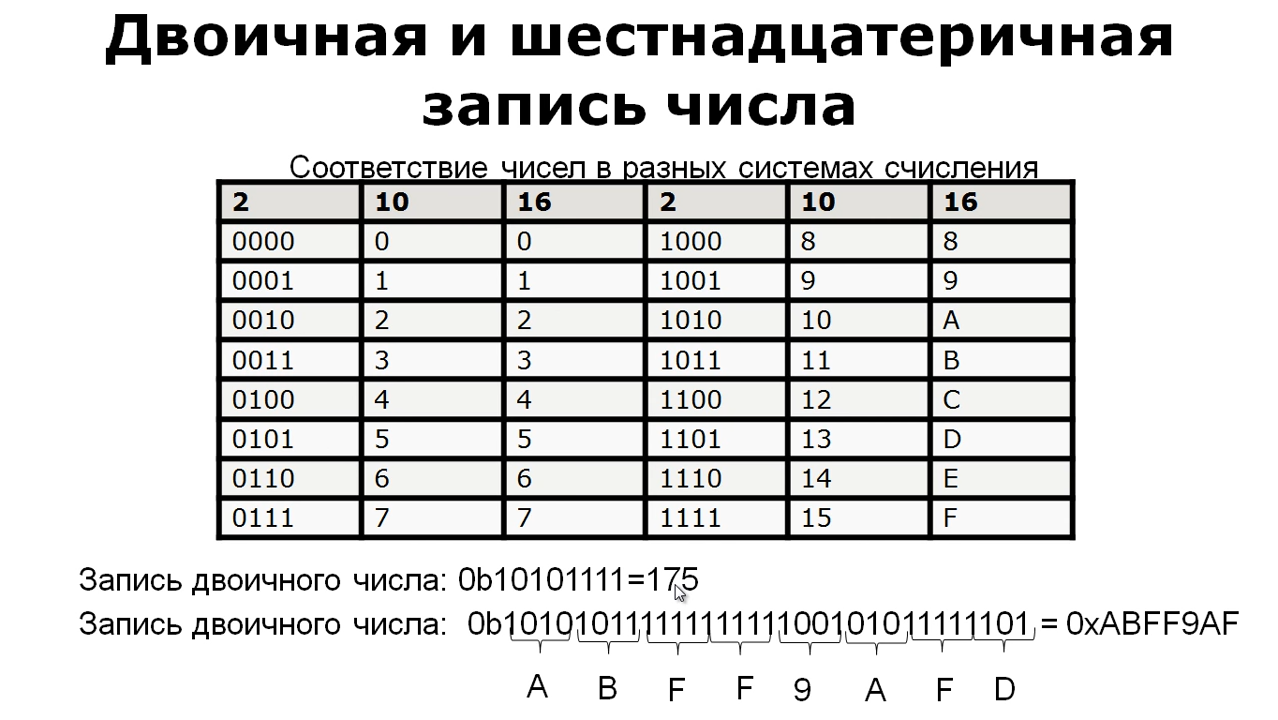 Двоичная и шестнадцатеричная
запись числа
Соответствие чисел в разных системах счисления
2 10 16 2 10 16
0000 0 0 1000 8 8
0001 1 1 1001 9 9
0010 2 2 1010 10 A
0011 3 3 1011 11 B
0100 4 4 1100 12 C
0101 5 5 1101 13 D
0110 6 6 1110 14 E
0111 7 7 1111 15 F
Запись двоичного числа: 0b10101111=175
Запись двоичного числа: 0b10101011111111111001010111111101 = 0xABFF9AF
A B F F 9 A F D